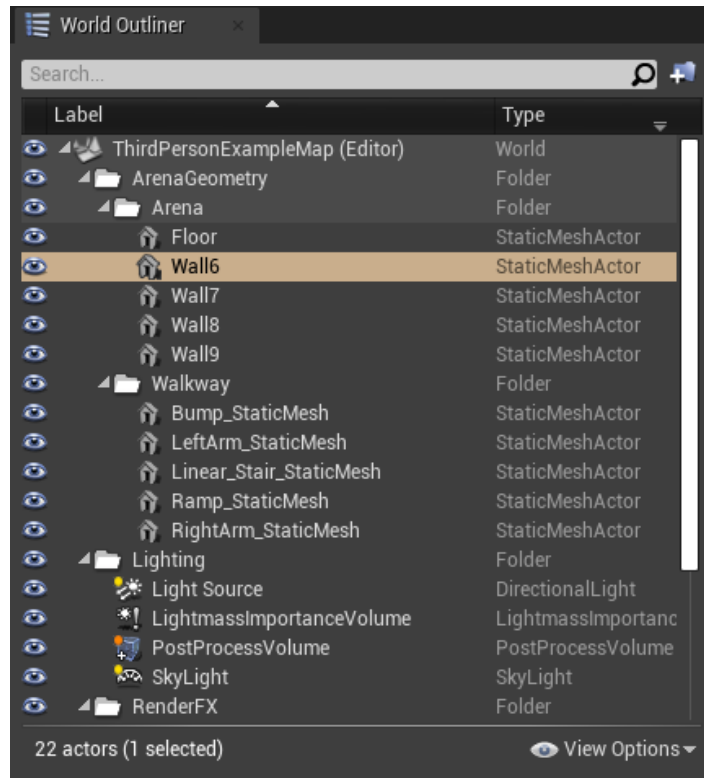 World Outliner
Search...
Label Type
ThirdPersonExampleMap (Editor) World
ArenaGeometry Folder
Arena Folder
Floor StaticMeshActor
Wall6 StaticMeshActor
Wall7 StaticMeshActor
Wall8 StaticMeshActor
Wall9 StaticMeshActor
Walkway Folder
Bump_StaticMesh StaticMeshActor
LeftArm_StaticMesh StaticMeshActor
Linear_Stair_StaticMesh StaticMeshActor
Ramp_StaticMesh StaticMeshActor
RightArm_StaticMesh StaticMeshActor
Lighting Folder
Light Source DirectionalLight
LightmassImportanceVolume LightmassImportanc
PostProcessVolume PostProcessVolume
SkyLight SkyLight
RenderFX Folder
22 actors (1 selected) View Options